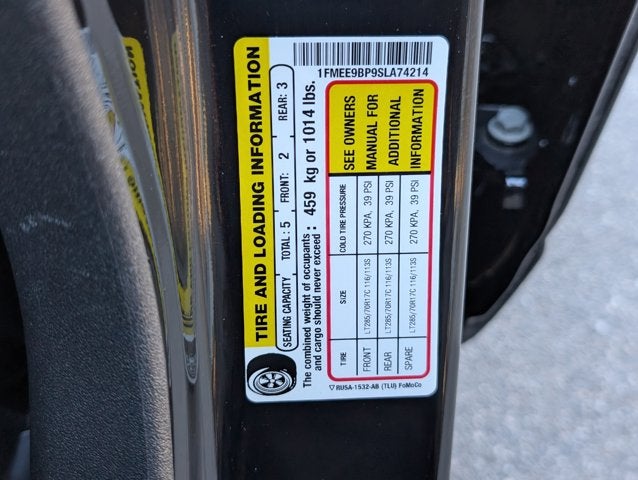 1FMEE9BP9SLA74214
TIRE AND LOADING INFORMATION
SEATING CAPACITY TOTAL : 5 FRONT: 2 REAR: 3
The combined weight of occupants
and cargo should never exceed : 459 kg or 1014 lbs.
TIRE SIZE COLD TIRE PRESSURE
FRONT LT285/70R17C 116/113S 270 KPA, 39 PSI
REAR LT285/70R17C 116/113S 270 KPA, 39 PSI
SPARE LT285/70R17C 116/113S 270 KPA, 39 PSI
SEE OWNERS
MANUAL FOR
ADDITIONAL
INFORMATION
RU5A-1532-AB (TLU) FoMoCo